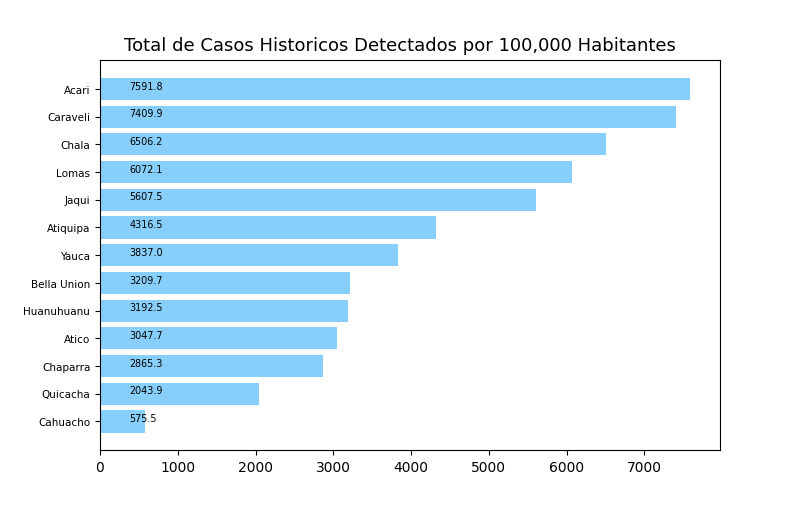 Total de Casos Historicos Detectados por 100,000 Habitantes
Acari 7591.8
Caraveli 7409.9
Chala 6506.2
Lomas 6072.1
Jaqui 5607.5
Atiquipa 4316.5
Yauca 3837.0
Bella Union 3209.7
Huanuhuanu 3192.5
Atico 3047.7
Chaparra 2865.3
Quicacha 2043.9
Cahuacho 575.5
0 1000 2000 3000 4000 5000 6000 7000